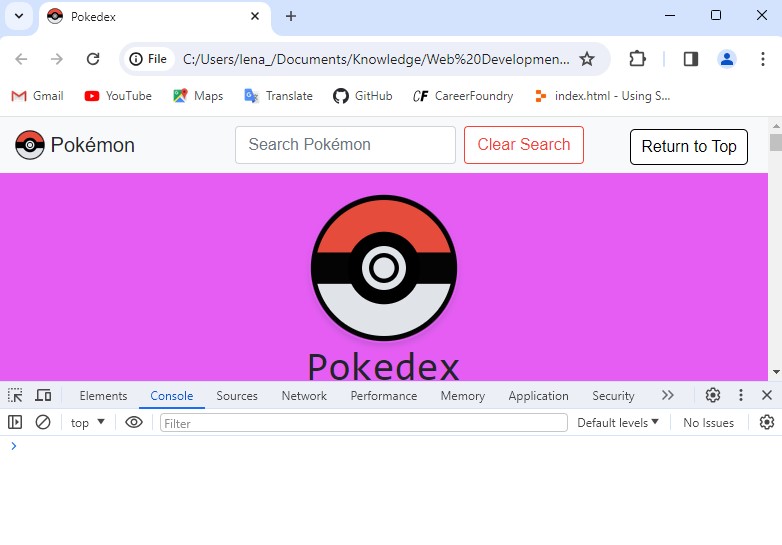 Pokedex
File C:/Users/lena_/Documents/Knowledge/Web%20Developmen...
Gmail YouTube Maps Translate GitHub CF CareerFoundry index.html - Using S...
Pokémon Search Pokémon Clear Search Return to Top
Pokedex
Elements Console Sources Network Performance Memory Application Security
top Filter Default levels No Issues